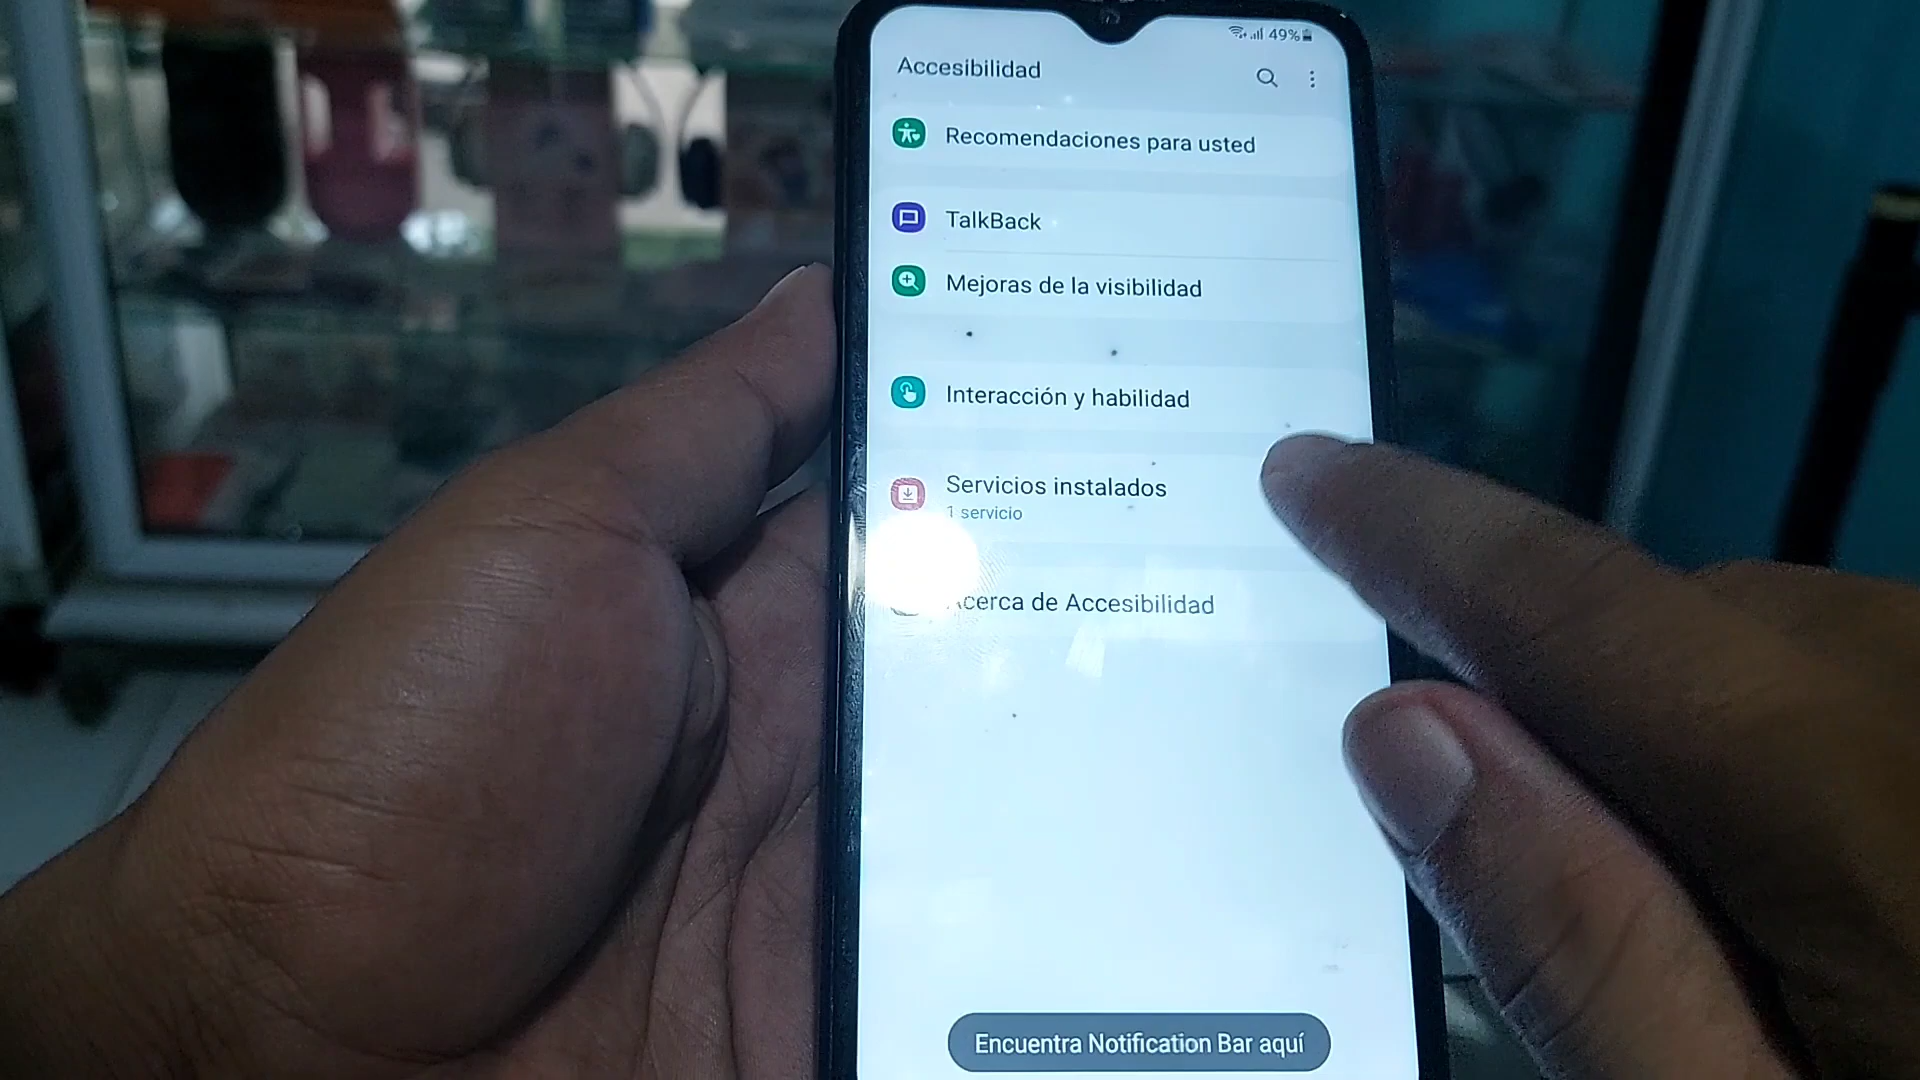 49%
Accesibilidad
Recomendaciones para usted
TalkBack
Mejoras de la visibilidad
Interacción y habilidad
Servicios instalados
1 servicio
Acerca de Accesibilidad
Encuentra Notification Bar aquí